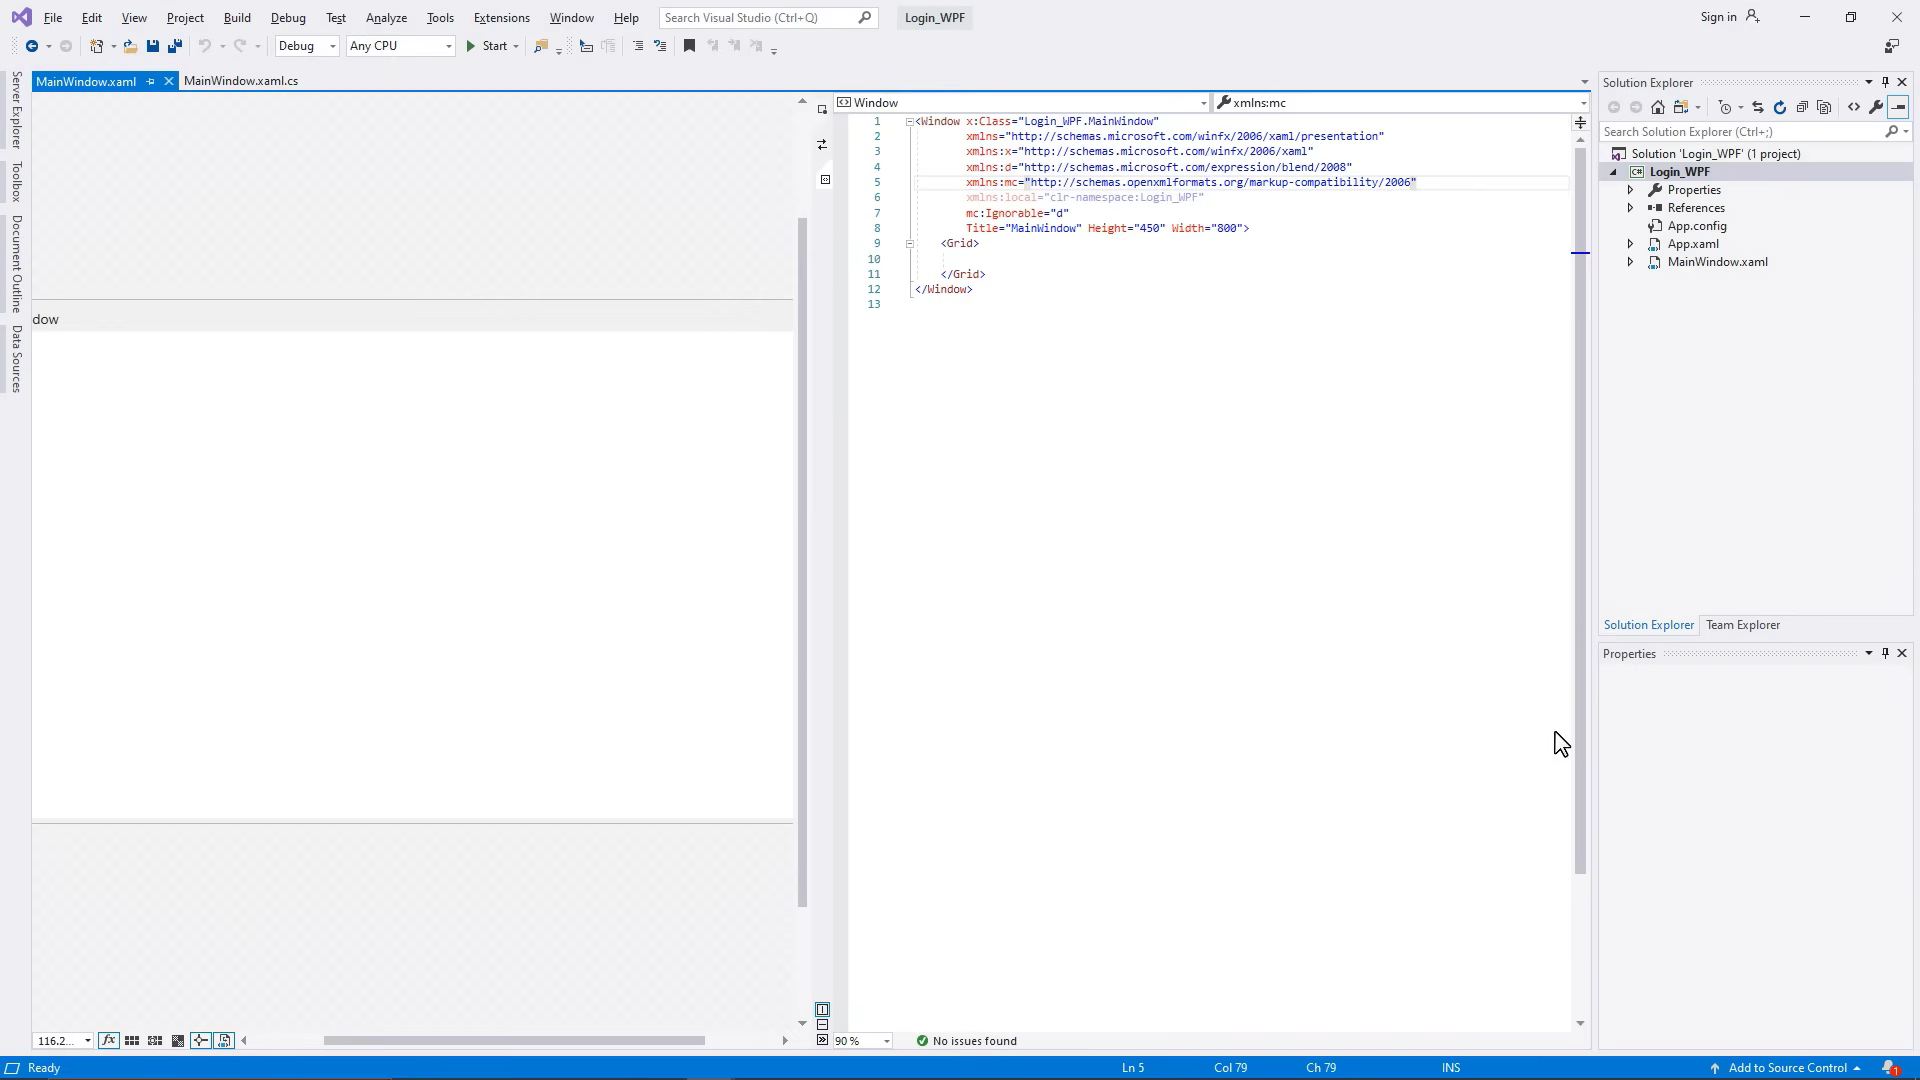 File Edit View Project Build Debug Test Analyze Tools Extensions Window Help Search Visual Studio (Ctrl+Q) Login_WPF Sign in
Debug Any CPU Start
MainWindow.xaml MainWindow.xaml.cs
Server Explorer
Toolbox
Document Outline
Data Sources
dow
Window xmlns:mc
1 <Window x:Class="Login_WPF.MainWindow"
2 xmlns="http://schemas.microsoft.com/winfx/2006/xaml/presentation"
3 xmlns:x="http://schemas.microsoft.com/winfx/2006/xaml"
4 xmlns:d="http://schemas.microsoft.com/expression/blend/2008"
5 xmlns:mc="http://schemas.openxmlformats.org/markup-compatibility/2006"
6 xmlns:local="clr-namespace:Login_WPF"
7 mc:Ignorable="d"
8 Title="MainWindow" Height="450" Width="800">
9 <Grid>
10
11 </Grid>
12 </Window>
13
Solution Explorer
Search Solution Explorer (Ctrl+;)
Solution 'Login_WPF' (1 project)
C# Login_WPF
Properties
References
App.config
App.xaml
MainWindow.xaml
Solution Explorer Team Explorer
Properties
116.2... fx
90 % No issues found
Ready Ln 5 Col 79 Ch 79 INS Add to Source Control 1